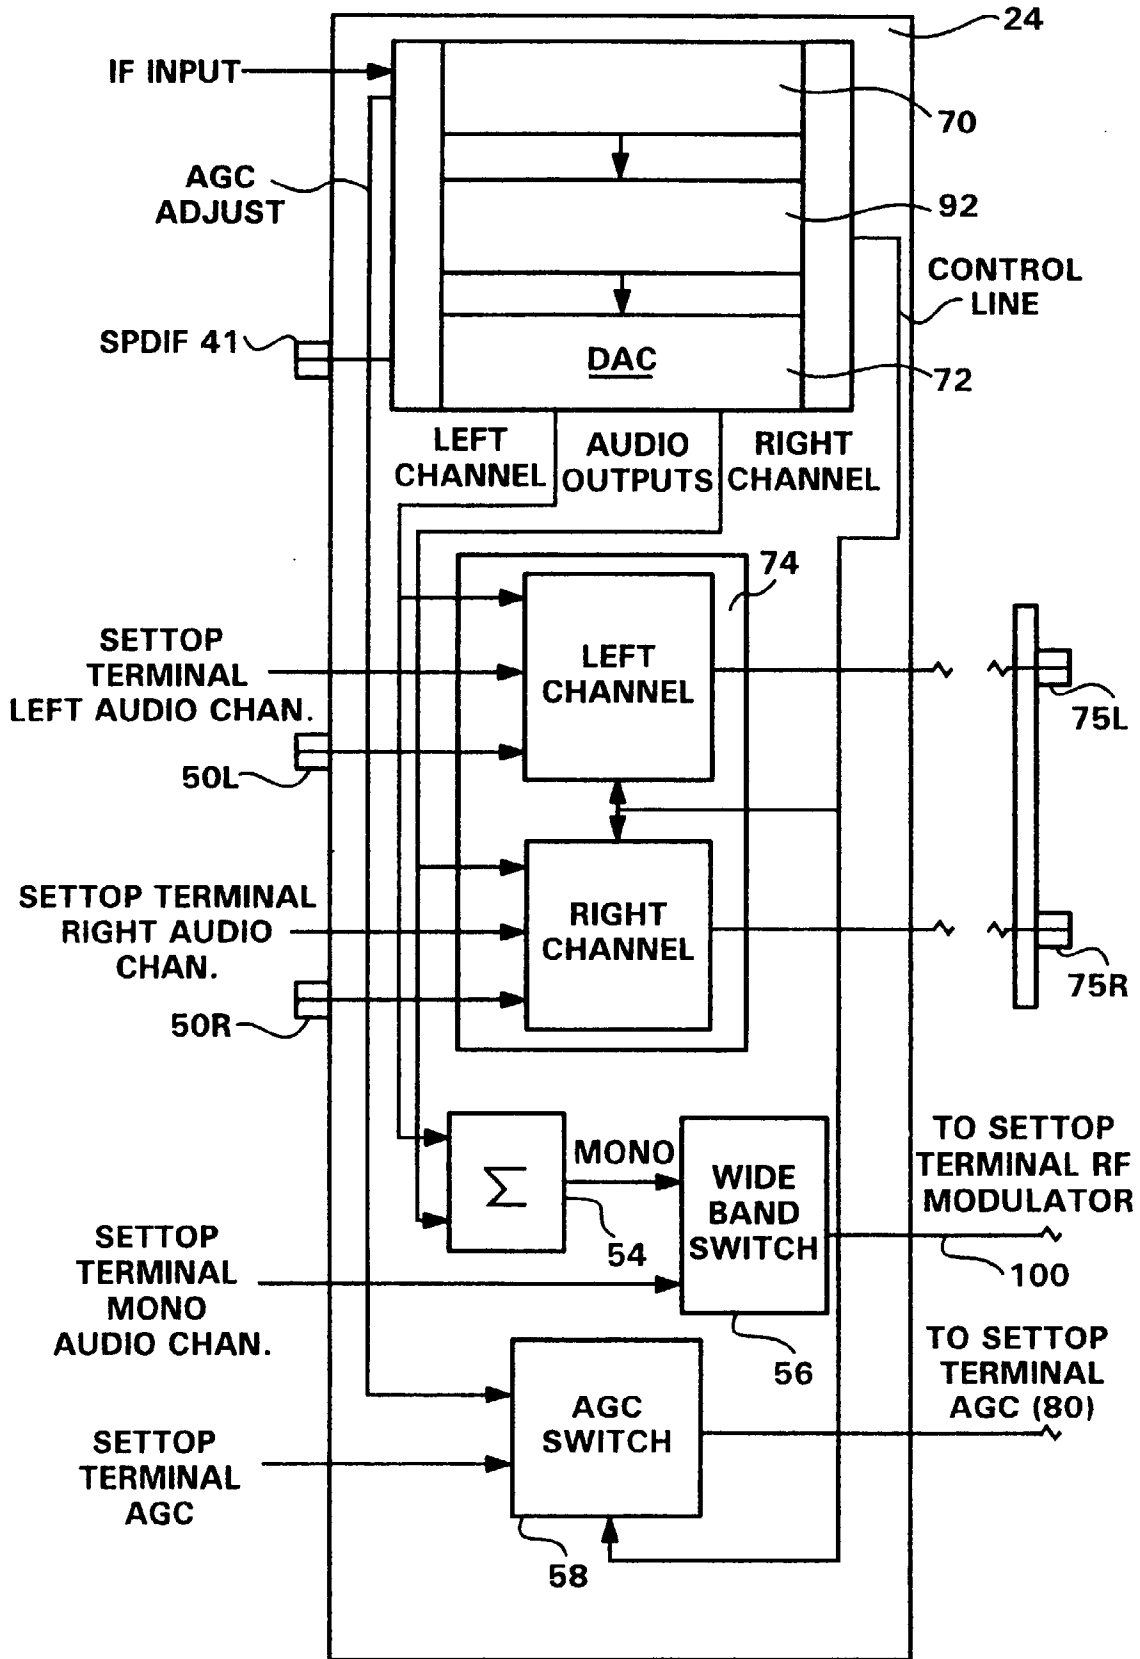 24
IF INPUT
70
AGC
ADJUST
92
CONTROL
LINE
SPDIF 41
DAC
72
LEFT
CHANNEL
AUDIO
OUTPUTS
RIGHT
CHANNEL
74
SETTOP
TERMINAL
LEFT AUDIO CHAN.
LEFT
CHANNEL
75L
50L
SETTOP TERMINAL
RIGHT AUDIO
CHAN.
RIGHT
CHANNEL
75R
50R
Σ
MONO
54
WIDE
BAND
SWITCH
TO SETTOP
TERMINAL RF
MODULATOR
100
SETTOP
TERMINAL
MONO
AUDIO CHAN.
56
TO SETTOP
TERMINAL
AGC (80)
AGC
SWITCH
SETTOP
TERMINAL
AGC
58